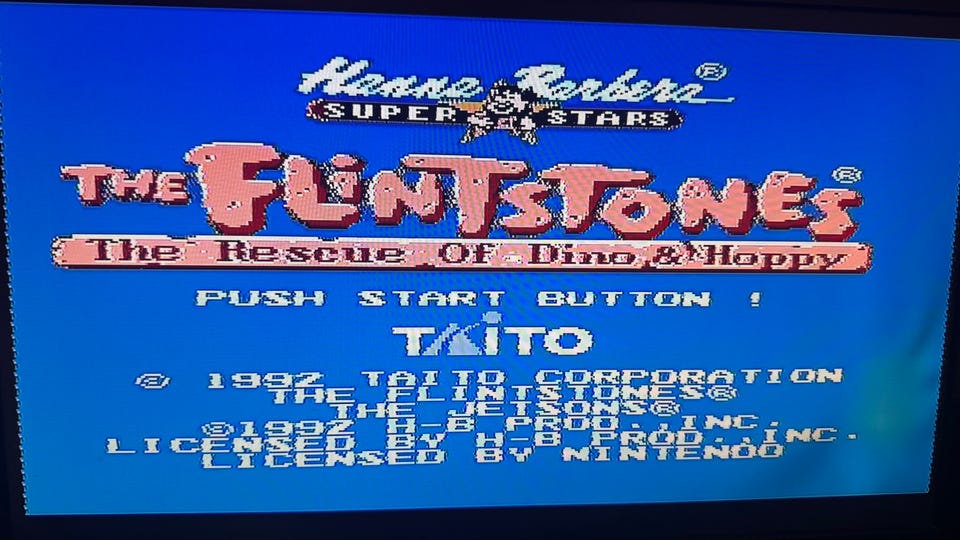 Hanna Barbera®
SUPER STARS
THE FLINTSTONES®
The Rescue Of Dino & Hoppy
PUSH START BUTTON !
TAITO
© 1992 TAITO CORPORATION
THE FLINTSTONES®
THE JETSONS®
©1992 H-B PROD.,INC.
LICENSED BY H-B PROD.,INC.
LICENSED BY NINTENDO